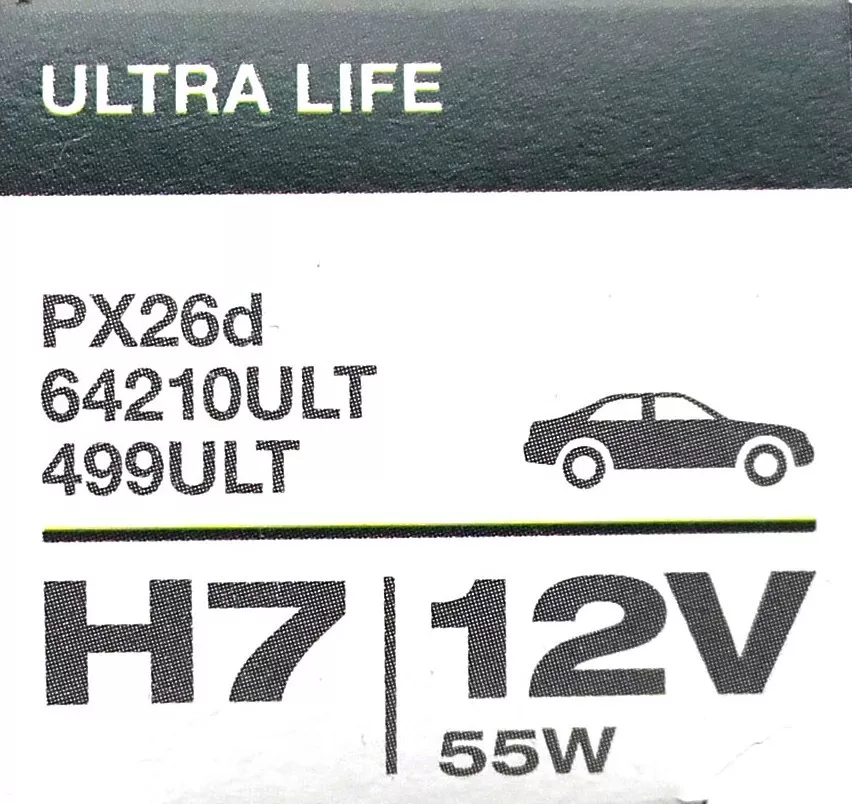 ULTRA LIFE
PX26d
64210ULT
499ULT
H7 | 12V
55W